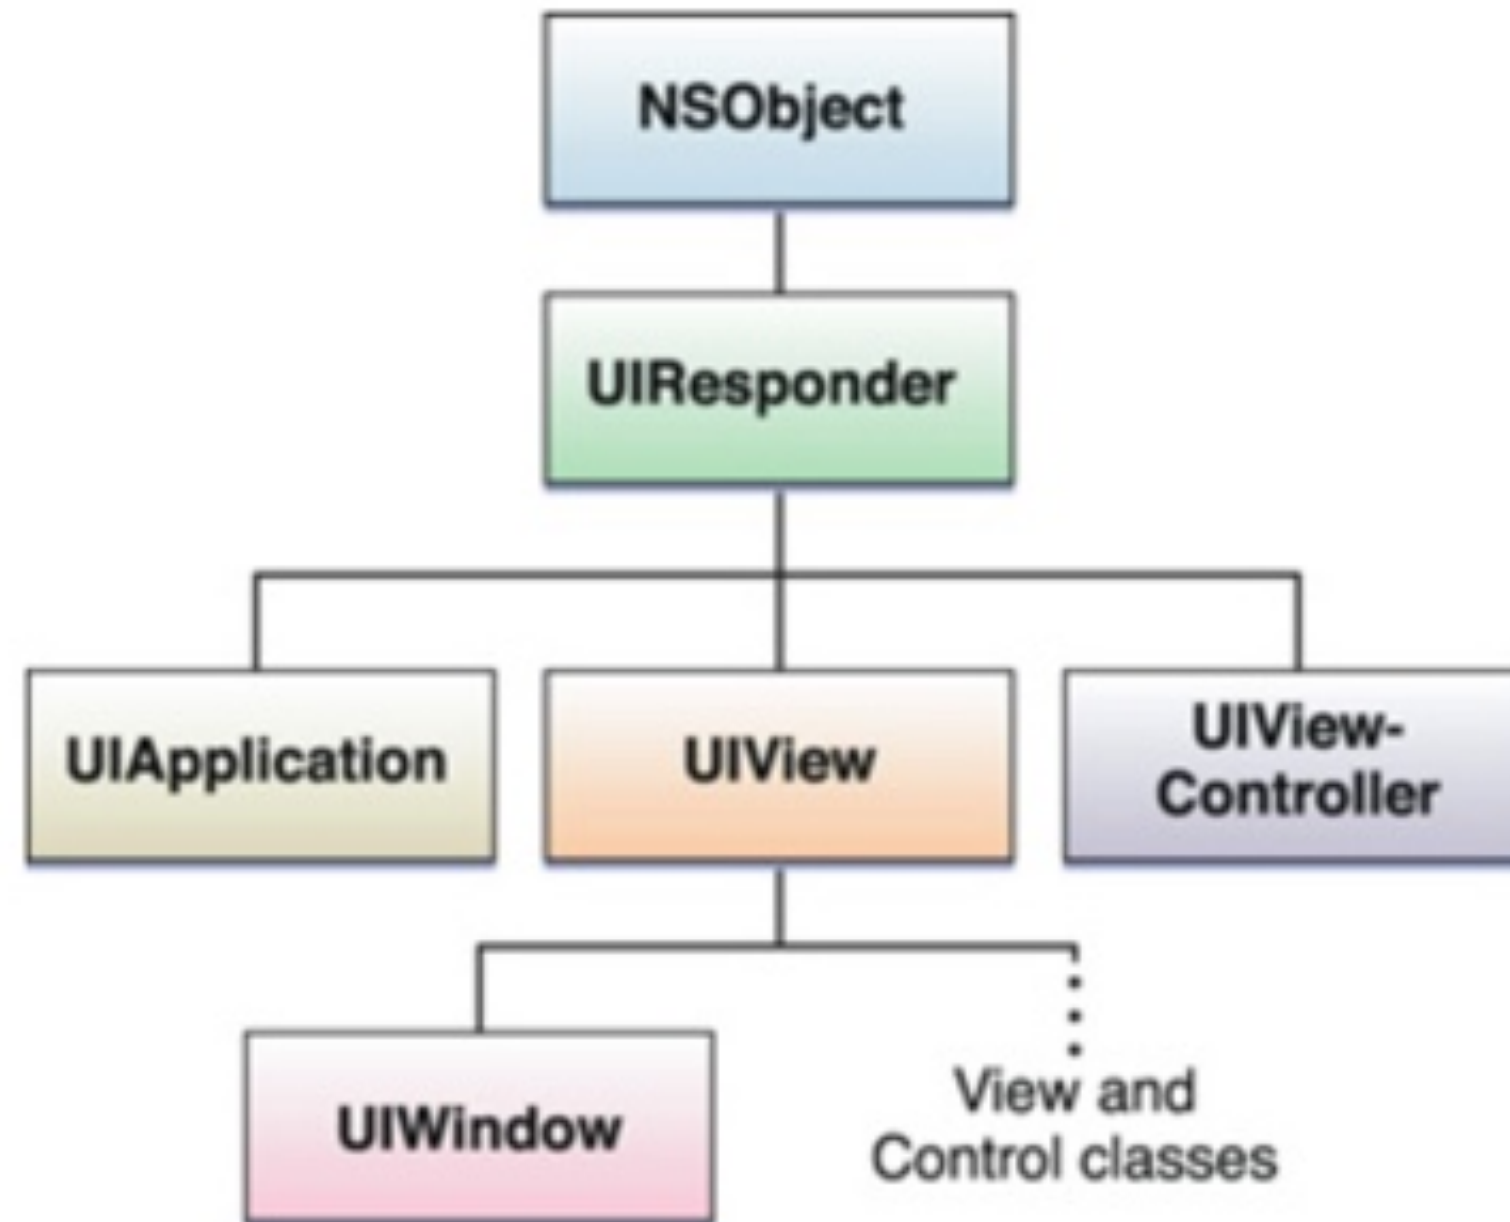 NSObject
UIResponder
UIApplication
UIView
UIView-
Controller
UIWindow
View and
Control classes